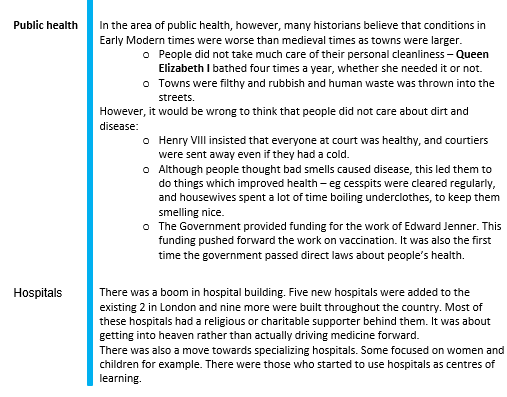 Public health
In the area of public health, however, many historians believe that conditions in
Early Modern times were worse than medieval times as towns were larger.
o People did not take much care of their personal cleanliness – Queen
Elizabeth I bathed four times a year, whether she needed it or not.
o Towns were filthy and rubbish and human waste was thrown into the
streets.
However, it would be wrong to think that people did not care about dirt and
disease:
o Henry VIII insisted that everyone at court was healthy, and courtiers
were sent away even if they had a cold.
o Although people thought bad smells caused disease, this led them to
do things which improved health – eg cesspits were cleared regularly,
and housewives spent a lot of time boiling underclothes, to keep them
smelling nice.
o The Government provided funding for the work of Edward Jenner. This
funding pushed forward the work on vaccination. It was also the first
time the government passed direct laws about people's health.
Hospitals
There was a boom in hospital building. Five new hospitals were added to the
existing 2 in London and nine more were built throughout the country. Most of
these hospitals had a religious or charitable supporter behind them. It was about
getting into heaven rather than actually driving medicine forward.
There was also a move towards specializing hospitals. Some focused on women and
children for example. There were those who started to use hospitals as centres of
learning.